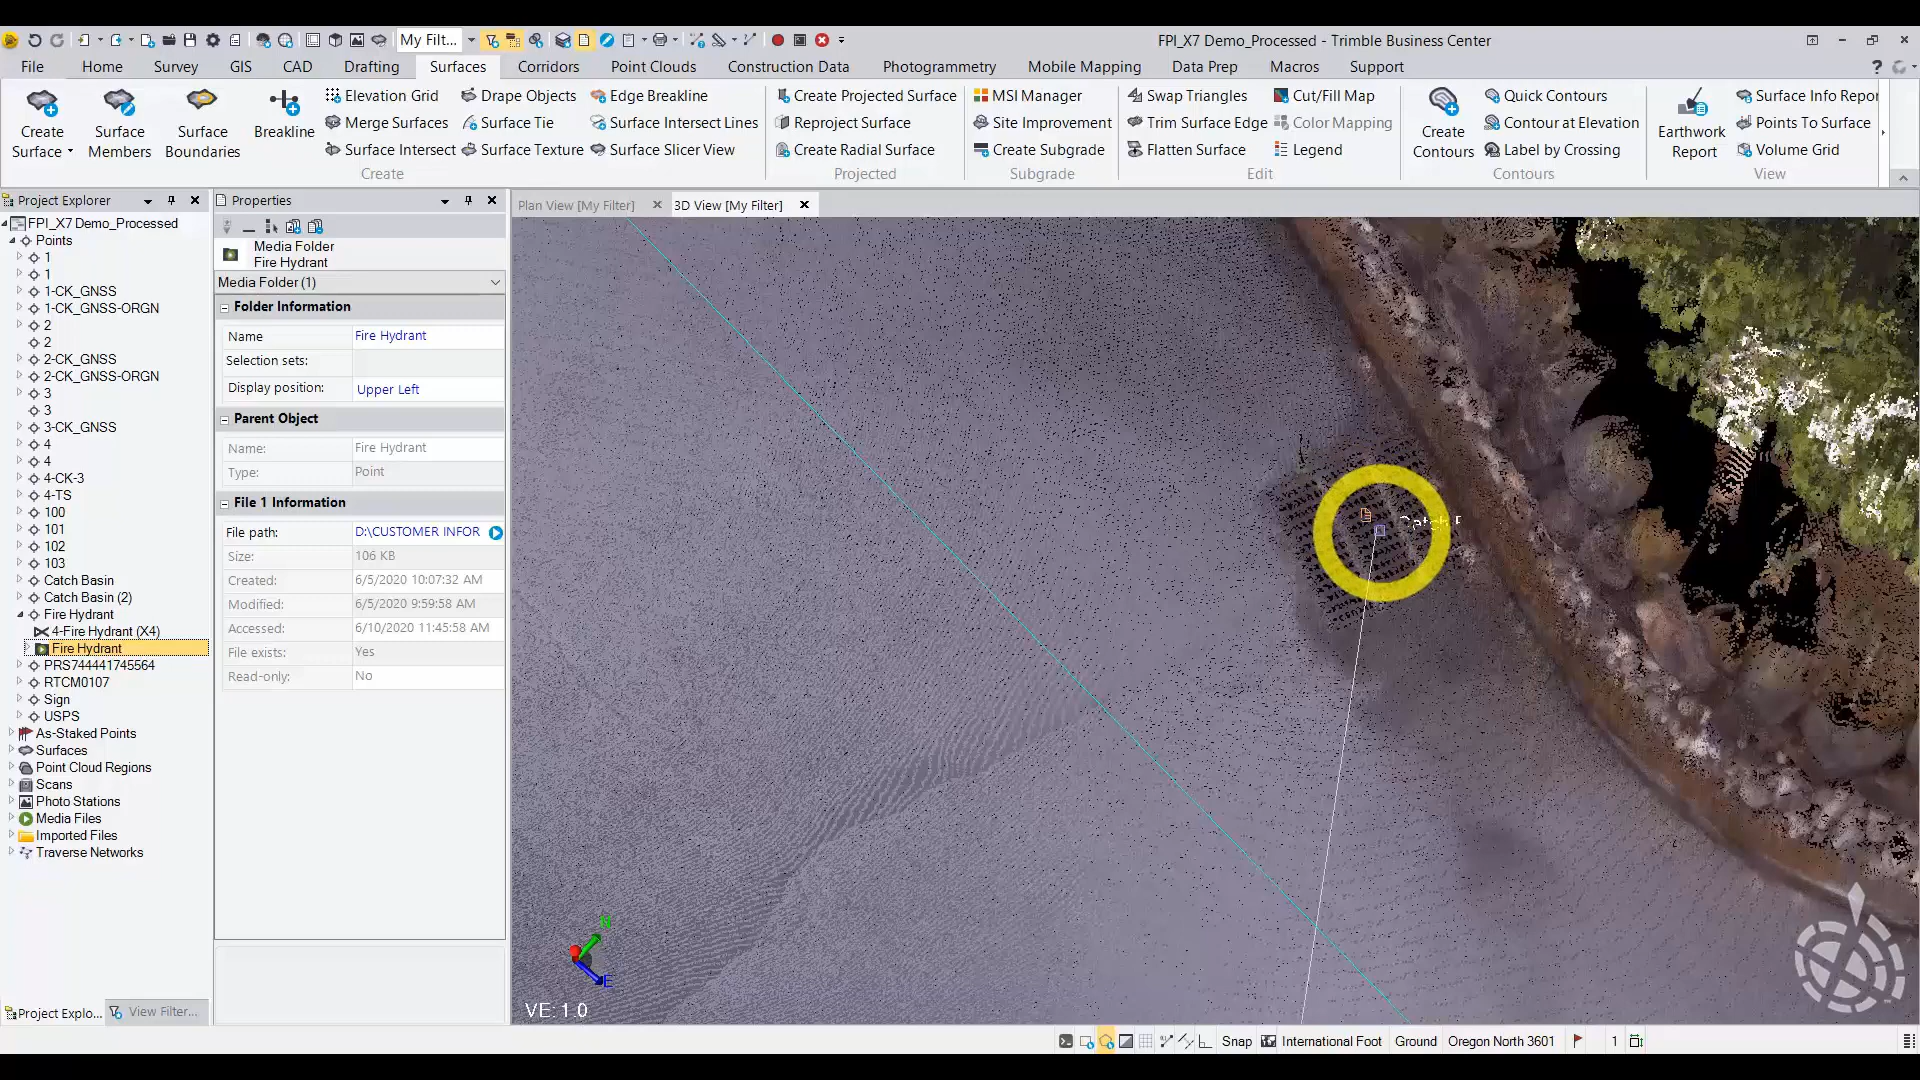 My Filt...
FPI_X7 Demo_Processed - Trimble Business Center
File Home Survey GIS CAD Drafting Surfaces Corridors Point Clouds Construction Data Photogrammetry Mobile Mapping Data Prep Macros Support
Create Surface
Surface Members
Surface Boundaries
Breakline
Elevation Grid
Merge Surfaces
Surface Intersect
Drape Objects
Surface Tie
Surface Texture
Edge Breakline
Surface Intersect Lines
Surface Slicer View
Create
Create Projected Surface
Reproject Surface
Create Radial Surface
Projected
MSI Manager
Site Improvement
Create Subgrade
Subgrade
Swap Triangles
Trim Surface Edge
Flatten Surface
Cut/Fill Map
Color Mapping
Legend
Edit
Create Contours
Quick Contours
Contour at Elevation
Label by Crossing
Contours
Earthwork Report
Surface Info Repor
Points To Surface
Volume Grid
View
Project Explorer
FPI_X7 Demo_Processed
Points
1
1
1-CK_GNSS
1-CK_GNSS-ORGN
2
2
2-CK_GNSS
2-CK_GNSS-ORGN
3
3
3-CK_GNSS
4
4
4-CK-3
4-TS
100
101
102
103
Catch Basin
Catch Basin (2)
Fire Hydrant
4-Fire Hydrant (X4)
Fire Hydrant
PRS744441745564
RTCM0107
Sign
USPS
As-Staked Points
Surfaces
Point Cloud Regions
Scans
Photo Stations
Media Files
Imported Files
Traverse Networks
Project Explo...
View Filter...
Properties
Media Folder
Fire Hydrant
Media Folder (1)
Folder Information
Name Fire Hydrant
Selection sets:
Display position: Upper Left
Parent Object
Name: Fire Hydrant
Type: Point
File 1 Information
File path: D:\CUSTOMER INFOR
Size: 106 KB
Created: 6/5/2020 10:07:32 AM
Modified: 6/5/2020 9:59:58 AM
Accessed: 6/10/2020 11:45:58 AM
File exists: Yes
Read-only: No
Plan View [My Filter]
3D View [My Filter]
N
E
VE: 1.0
Snap International Foot Ground Oregon North 3601 1